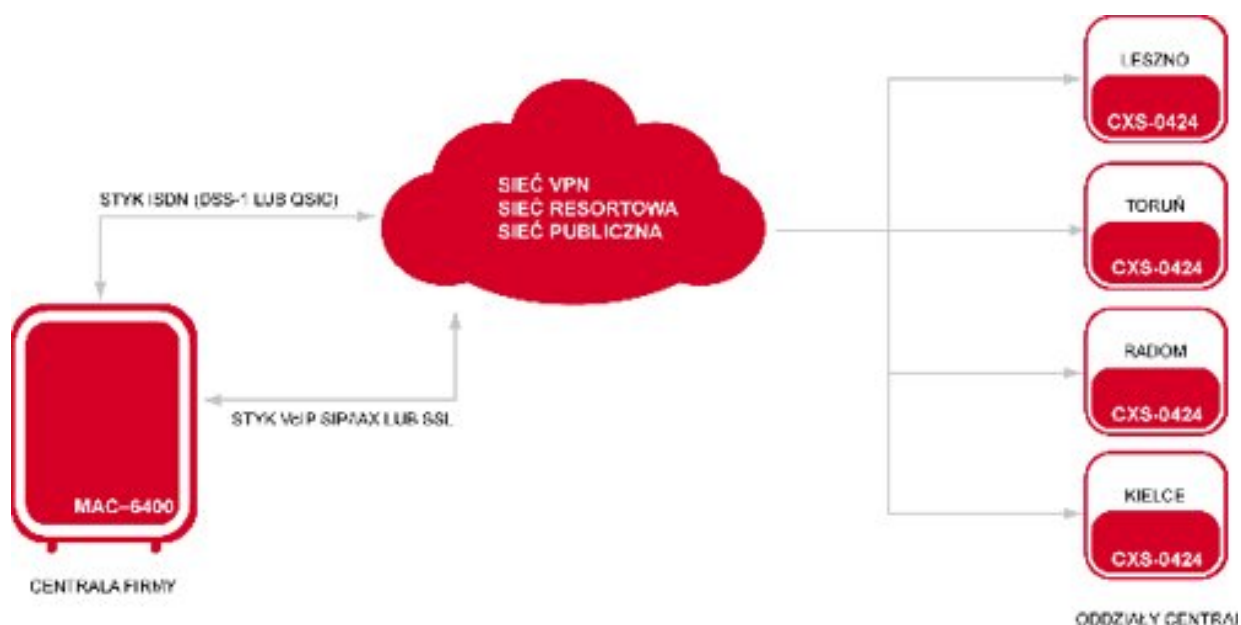 LESZNO
CXS-0424
SIEĆ VPN
SIEĆ RESORTOWA
SIEĆ PUBLICZNA
STYK ISDN (DSS-1 LUB QSIG)
TORUŃ
CXS-0424
RADOM
CXS-0424
STYK VoIP SIP/IAX LUB SSL
MAC-6400
KIELCE
CXS-0424
CENTRALA FIRMY
ODDZIAŁY CENTRAL